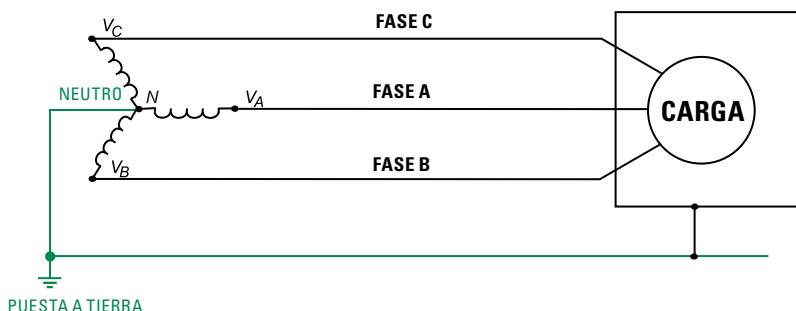 V_C
FASE C
NEUTRO
N
V_A
FASE A
CARGA
V_B
FASE B
PUESTA A TIERRA